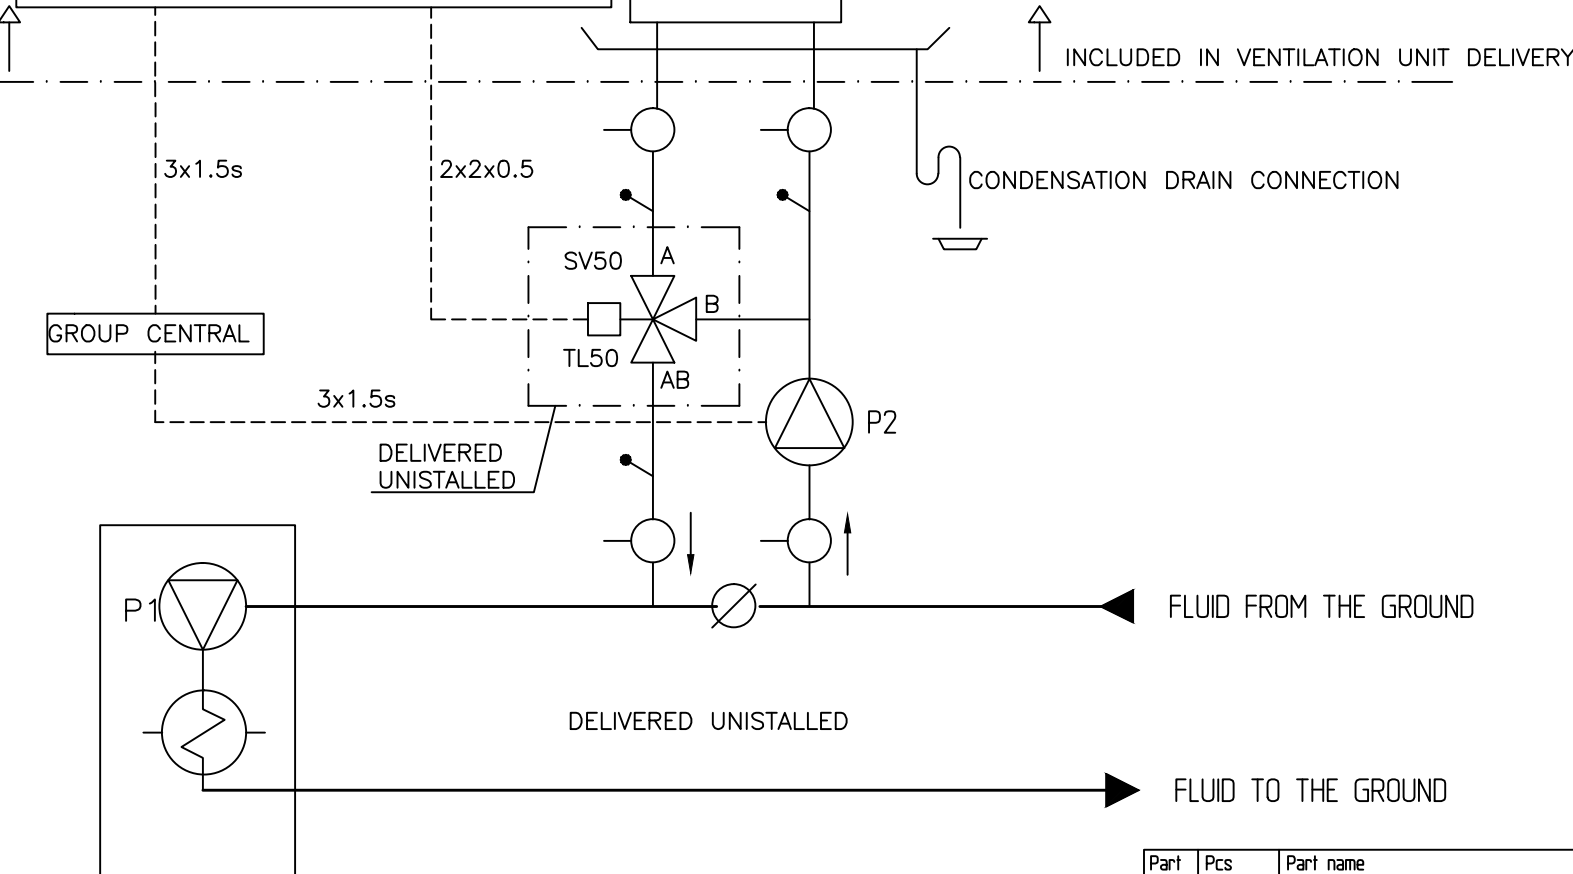 INCLUDED IN VENTILATION UNIT DELIVERY
3x1.5s
2x2x0.5
CONDENSATION DRAIN CONNECTION
SV50
A
B
GROUP CENTRAL
TL50
AB
3x1.5s
P2
DELIVERED
UNISTALLED
P1
FLUID FROM THE GROUND
DELIVERED UNISTALLED
FLUID TO THE GROUND
Part Pcs Part name